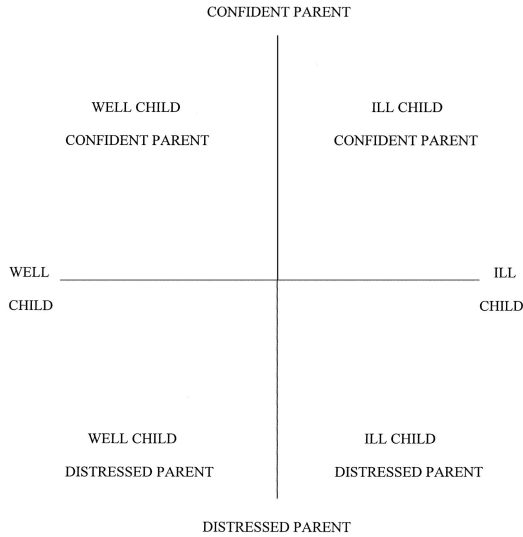 CONFIDENT PARENT
WELL CHILD
CONFIDENT PARENT
ILL CHILD
CONFIDENT PARENT
WELL
CHILD
ILL
CHILD
WELL CHILD
DISTRESSED PARENT
ILL CHILD
DISTRESSED PARENT
DISTRESSED PARENT